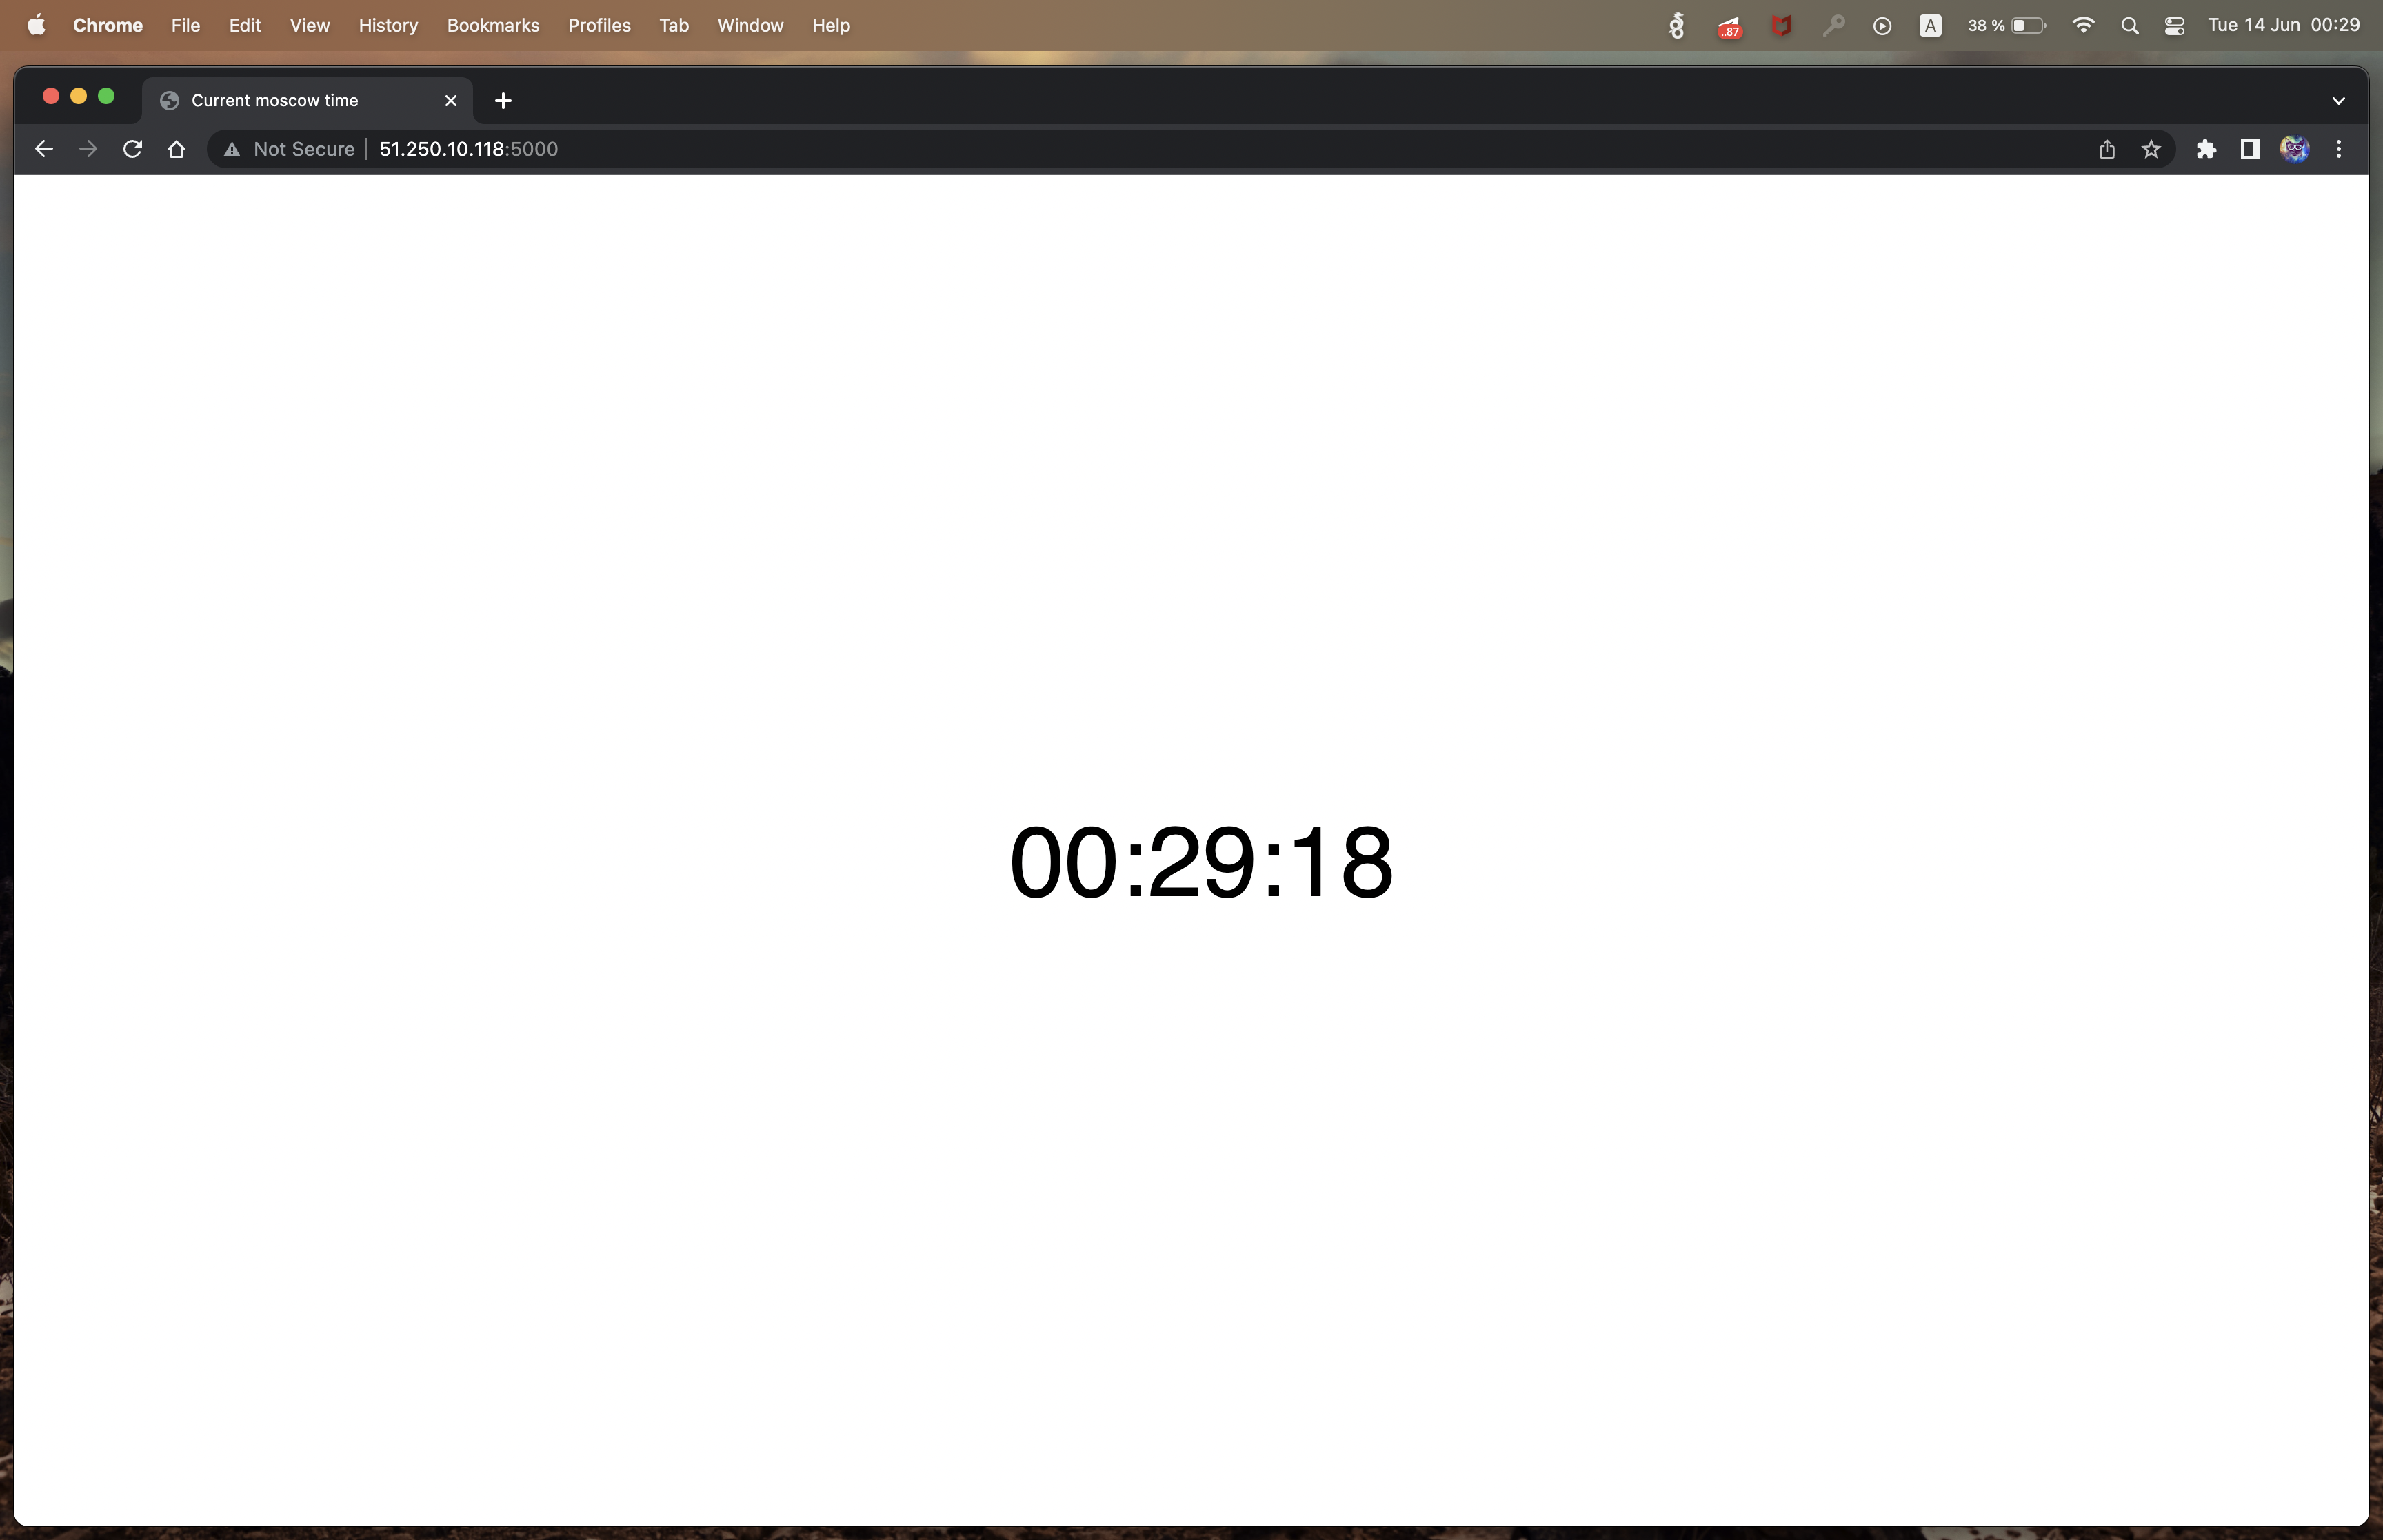 Chrome File Edit View History Bookmarks Profiles Tab Window Help ..87 A 38 % Tue 14 Jun 00:29
Current moscow time
Not Secure 51.250.10.118:5000
00:29:18